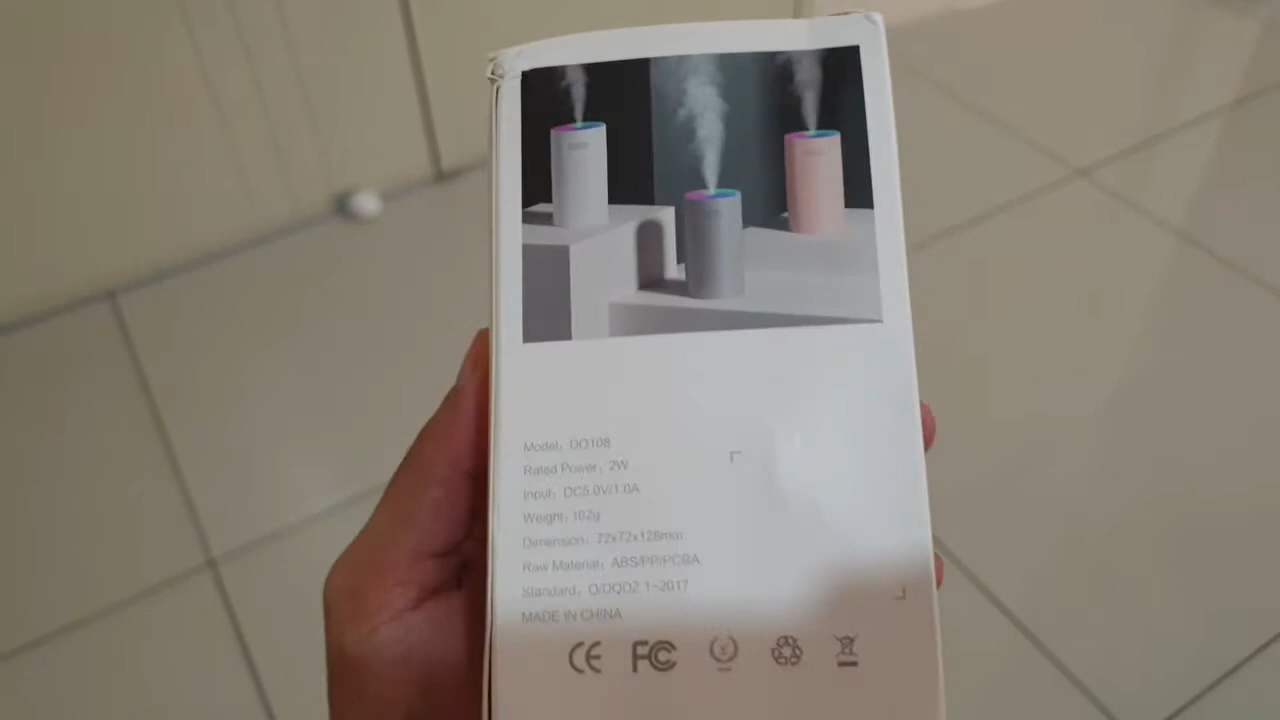 Model：DQ108
Rated Power：2W
Input：DC5.0V/1.0A
Weight：102g
Dimension：72x72x128mm
Raw Material：ABS/PP/PCBA
Standard：Q/DQDZ 1-2017
MADE IN CHINA
CE FC